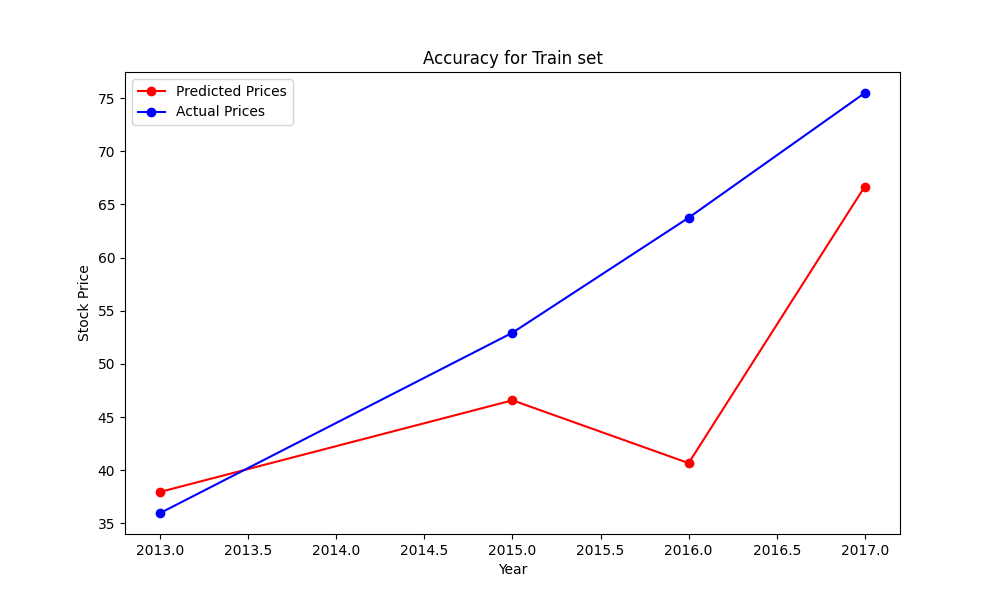 Accuracy for Train set
Predicted Prices
Actual Prices
75
70
65
60
55
50
45
40
35
Stock Price
2013.0 2013.5 2014.0 2014.5 2015.0 2015.5 2016.0 2016.5 2017.0
Year